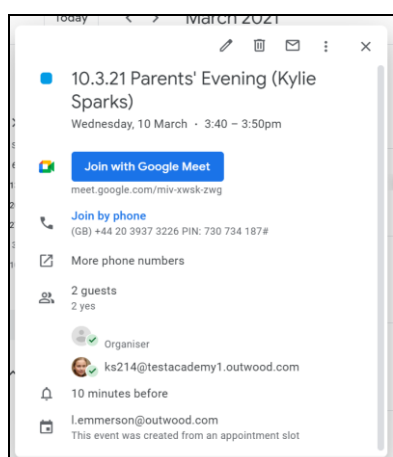 Today
March 2021
10.3.21 Parents' Evening (Kylie
Sparks)
Wednesday, 10 March · 3:40 – 3:50pm
Join with Google Meet
meet.google.com/miv-xwsk-zwg
Join by phone
(GB) +44 20 3937 3226 PIN: 730 734 187#
More phone numbers
2 guests
2 yes
Organiser
ks214@testacademy1.outwood.com
10 minutes before
l.emmerson@outwood.com
This event was created from an appointment slot